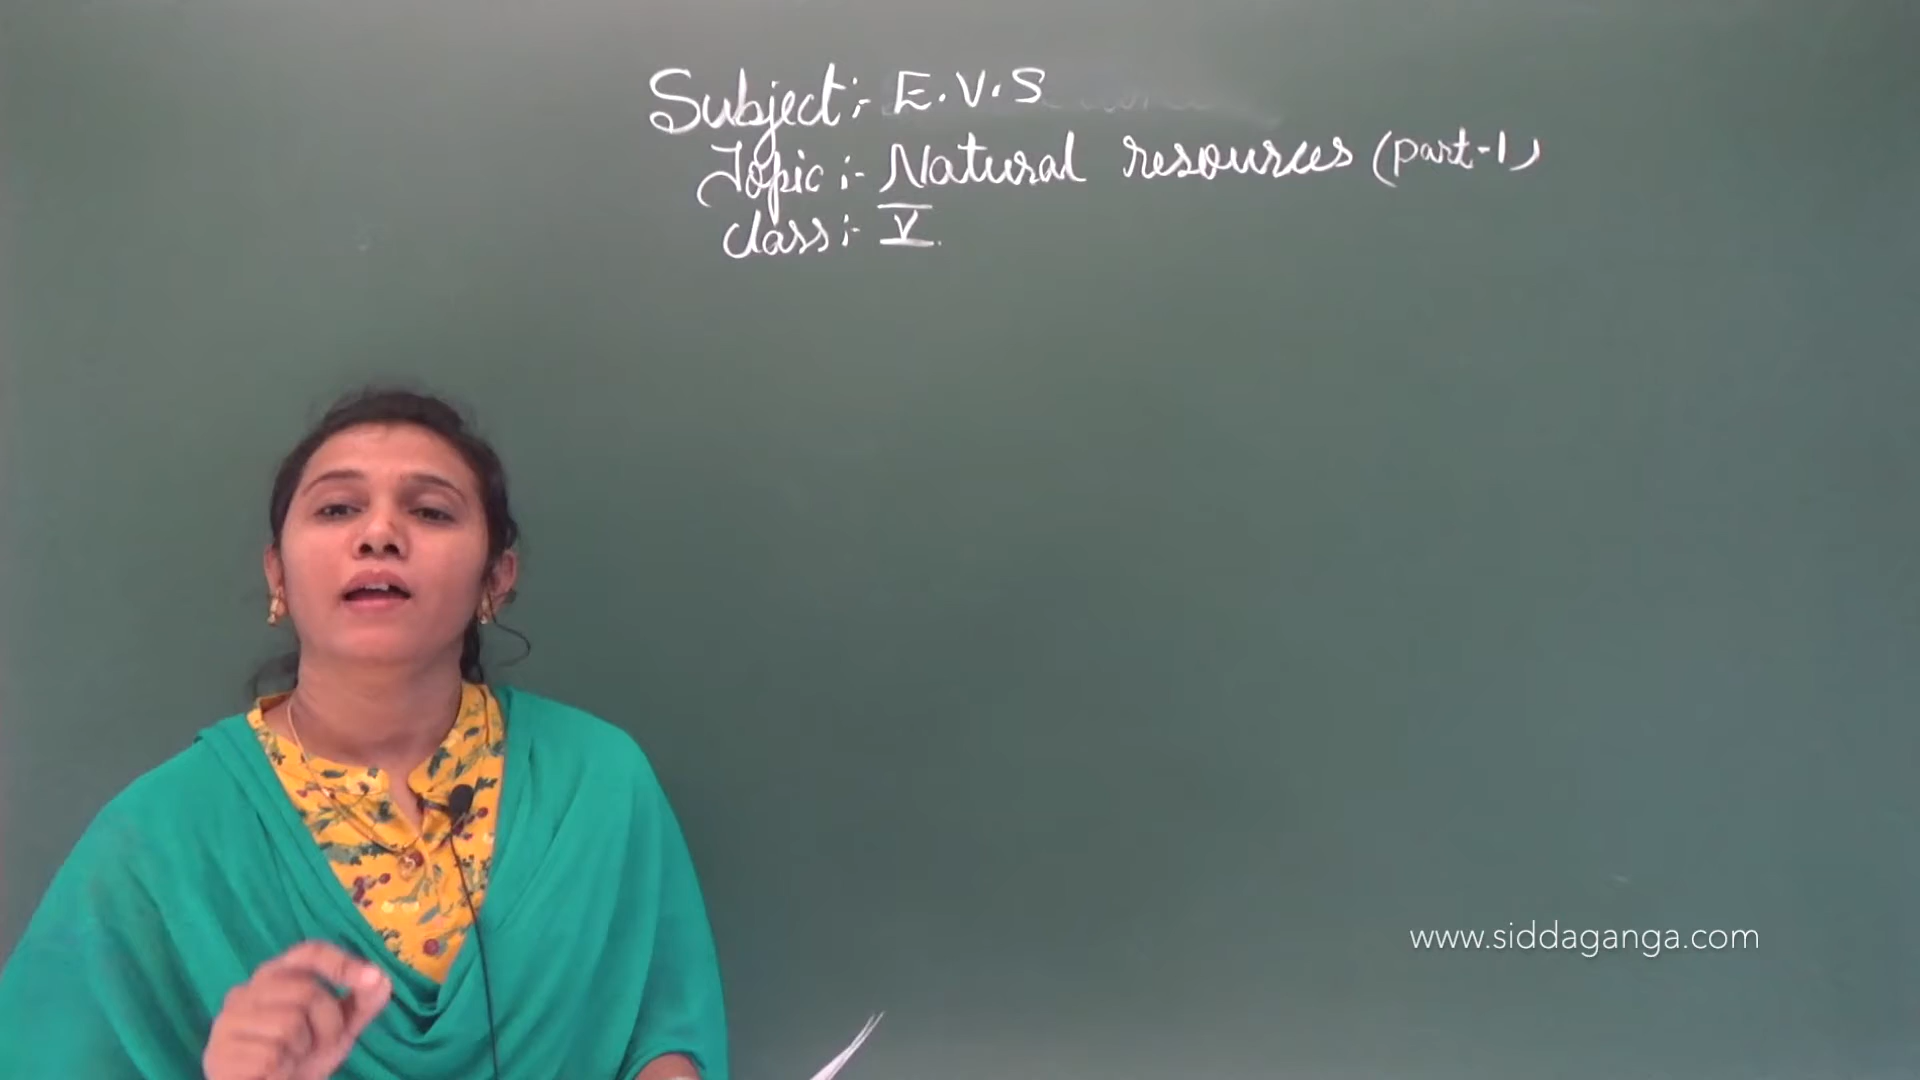 Subject:- E.V.S
Topic:- Natural resources (part-1)
class:- V
www.siddaganga.com